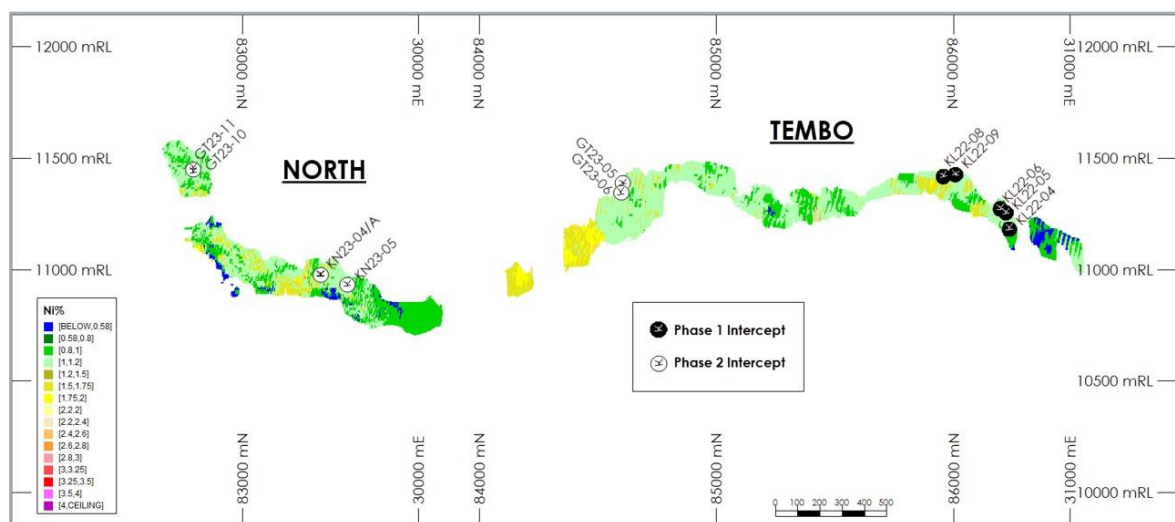 83000 mN
30000 mE
84000 mN
85000 mN
86000 mN
31000 mE
12000 mRL
12000 mRL
TEMBO
NORTH
GT23-11
GT23-10
GT23-05
GT23-06
KL22-08
KL22-09
KL22-06
KL22-05
KL22-04
11500 mRL
11500 mRL
KN23-04/A
KN23-05
11000 mRL
11000 mRL
Ni%
[BELOW,0.58]
[0.58,0.8]
[0.8,1]
[1,1.2]
[1.2,1.5]
[1.5,1.75]
[1.75,2]
[2,2.2]
[2.2,2.4]
[2.4,2.6]
[2.6,2.8]
[2.8,3]
[3,3.25]
[3.25,3.5]
[3.5,4]
[4,CEILING]
Phase 1 Intercept
Phase 2 Intercept
10500 mRL
10500 mRL
83000 mN
30000 mE
84000 mN
85000 mN
86000 mN
31000 mE
10000 mRL
10000 mRL
0 100 200 300 400 500